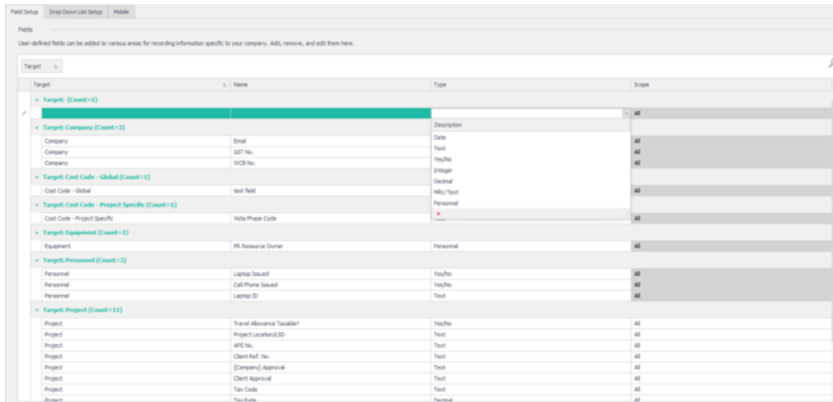 Field Setup Drop Down List Setup Mobile
Fields
User-defined fields can be added to various areas for recording information specific to your company. Add, remove, and edit them here.
Target
Target Name Type Scope
Target: (Count=1)
All
Target: Company (Count=3)
Description
Company Email Date All
Company GST No. Text All
Company WCB No. Yes/No All
Integer
Target: Cost Code - Global (Count=1)
Decimal
Cost Code - Global test field MRU Text All
Target: Cost Code - Project Specific (Count=1)
Personnel
Cost Code - Project Specific Vista Phase Code All
Target: Equipment (Count=1)
Equipment PR Resource Owner Personnel All
Target: Personnel (Count=3)
Personnel Laptop Issued Yes/No All
Personnel Cell Phone Issued Yes/No All
Personnel Laptop ID Text All
Target: Project (Count=11)
Project Travel Allowance Taxable? Yes/No All
Project Project Location/LSD Text All
Project AFE No. Text All
Project Client Ref. No. Text All
Project [Company] Approval Text All
Project Client Approval Text All
Project Tax Code Text All
Project Tax Rate Decimal All